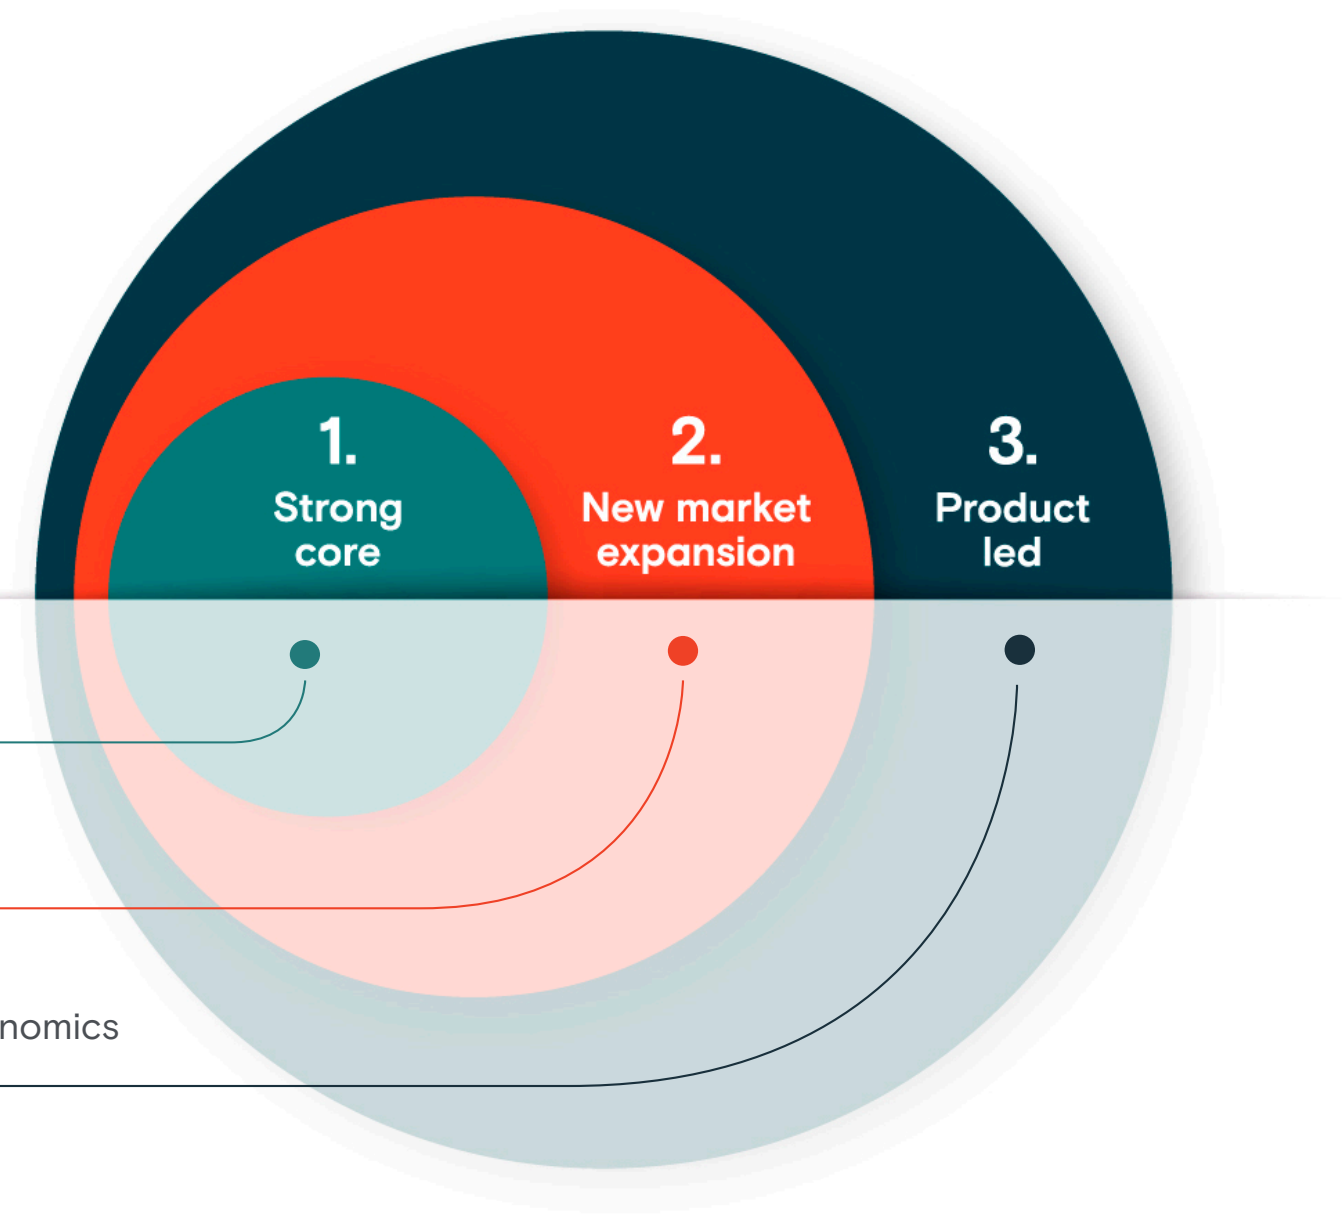 1.
Strong
core
2.
New market
expansion
3.
Product
led
nomics